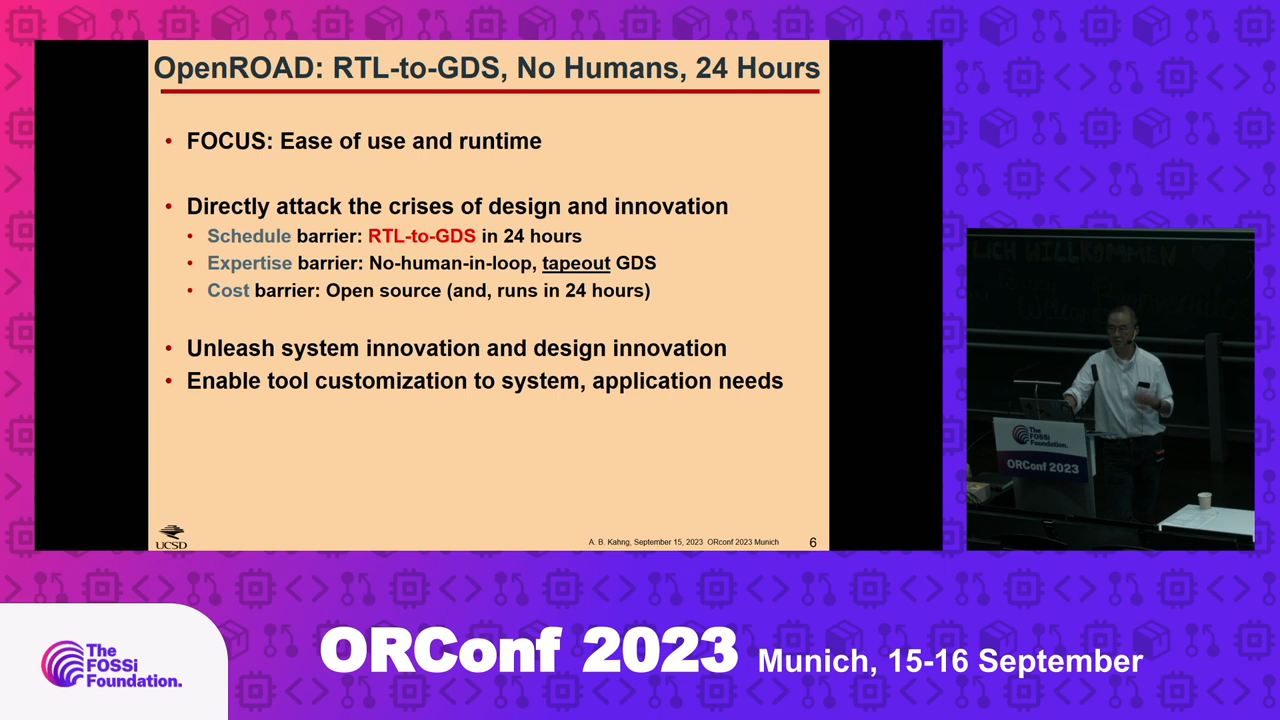 OpenROAD: RTL-to-GDS, No Humans, 24 Hours
• FOCUS: Ease of use and runtime
• Directly attack the crises of design and innovation
• Schedule barrier: RTL-to-GDS in 24 hours
• Expertise barrier: No-human-in-loop, tapeout GDS
• Cost barrier: Open source (and, runs in 24 hours)
• Unleash system innovation and design innovation
• Enable tool customization to system, application needs
UCSD
A. B. Kahng, September 15, 2023 ORconf 2023 Munich
6
LICH WILLKOMMEN
The
FOSSi
Foundation.
ORConf 2023
The
FOSSi
Foundation.
ORConf 2023
Munich, 15-16 September